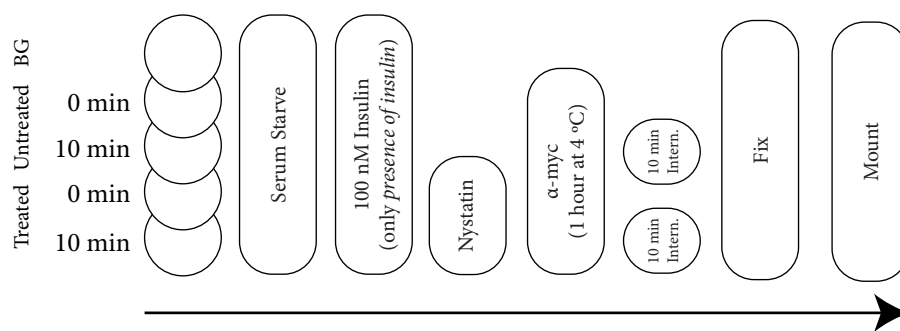 BG
Untreated
Treated
0 min
10 min
0 min
10 min
Serum Starve
100 nM Insulin
(only presence of insulin)
Nystatin
α-myc
(1 hour at 4 ºC)
10 min
Intern.
10 min
Intern.
Fix
Mount